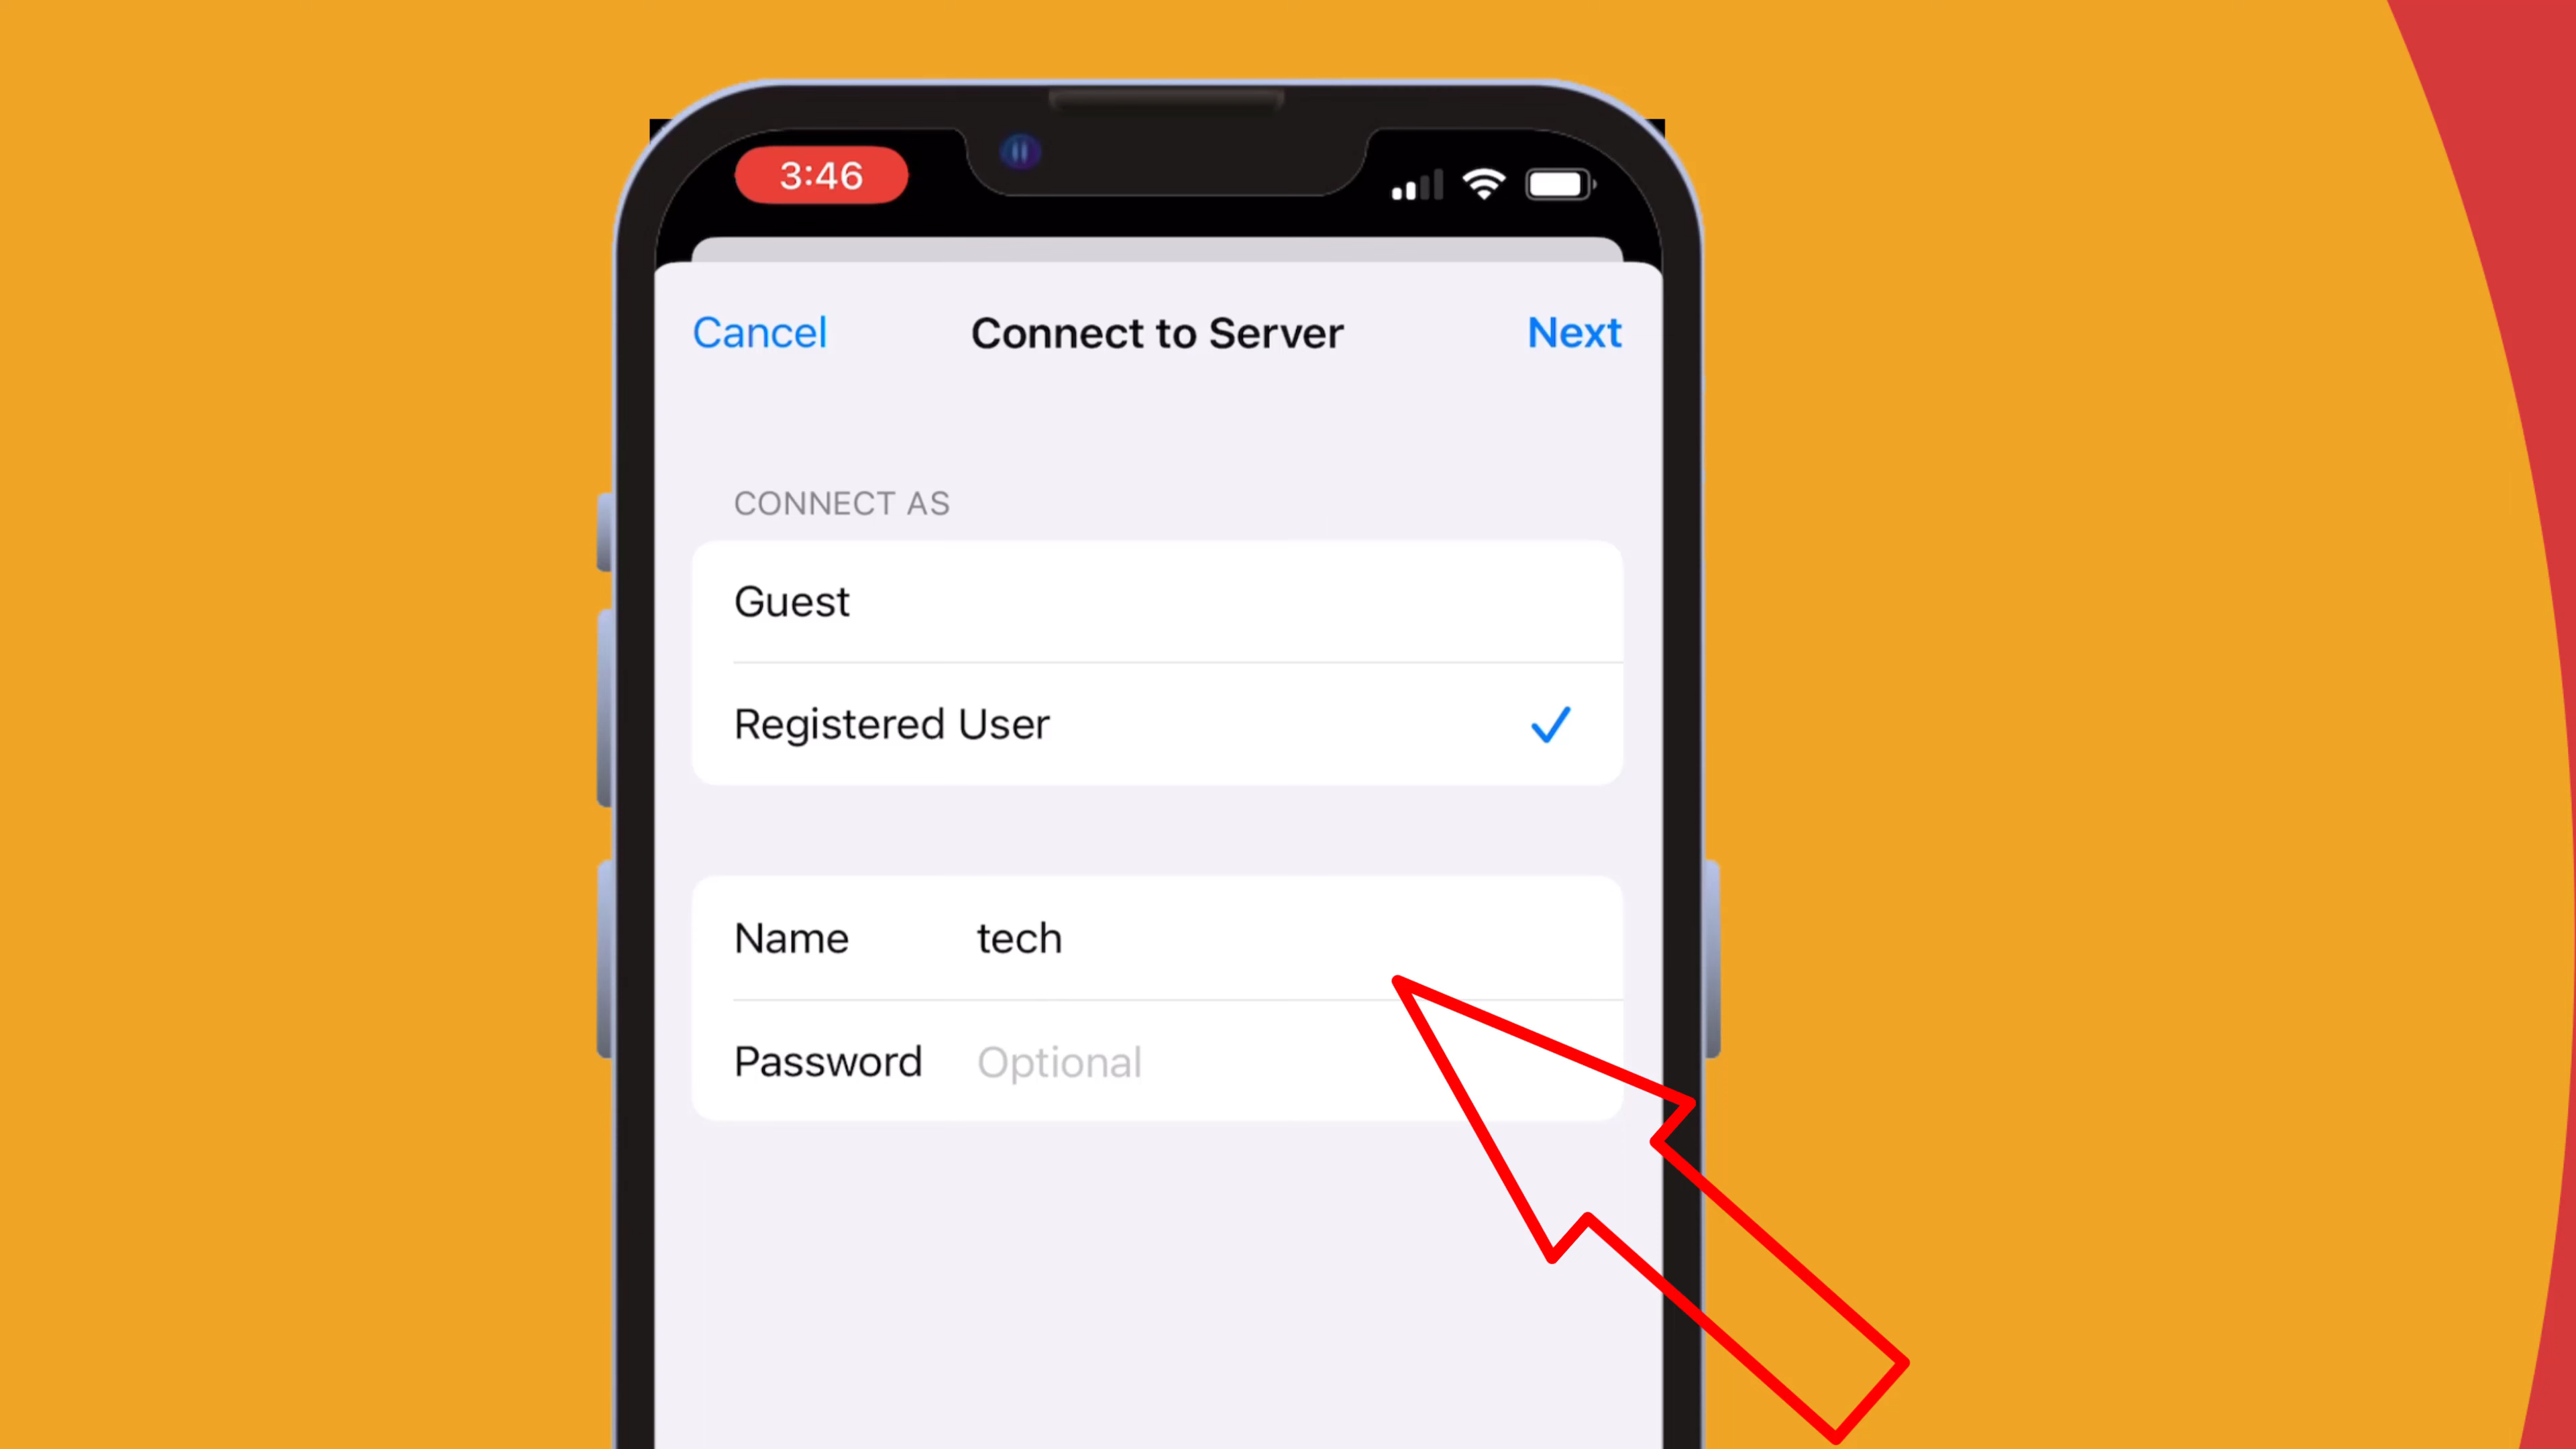 3:46
Cancel Connect to Server Next
CONNECT AS
Guest
Registered User
Name tech
Password Optional